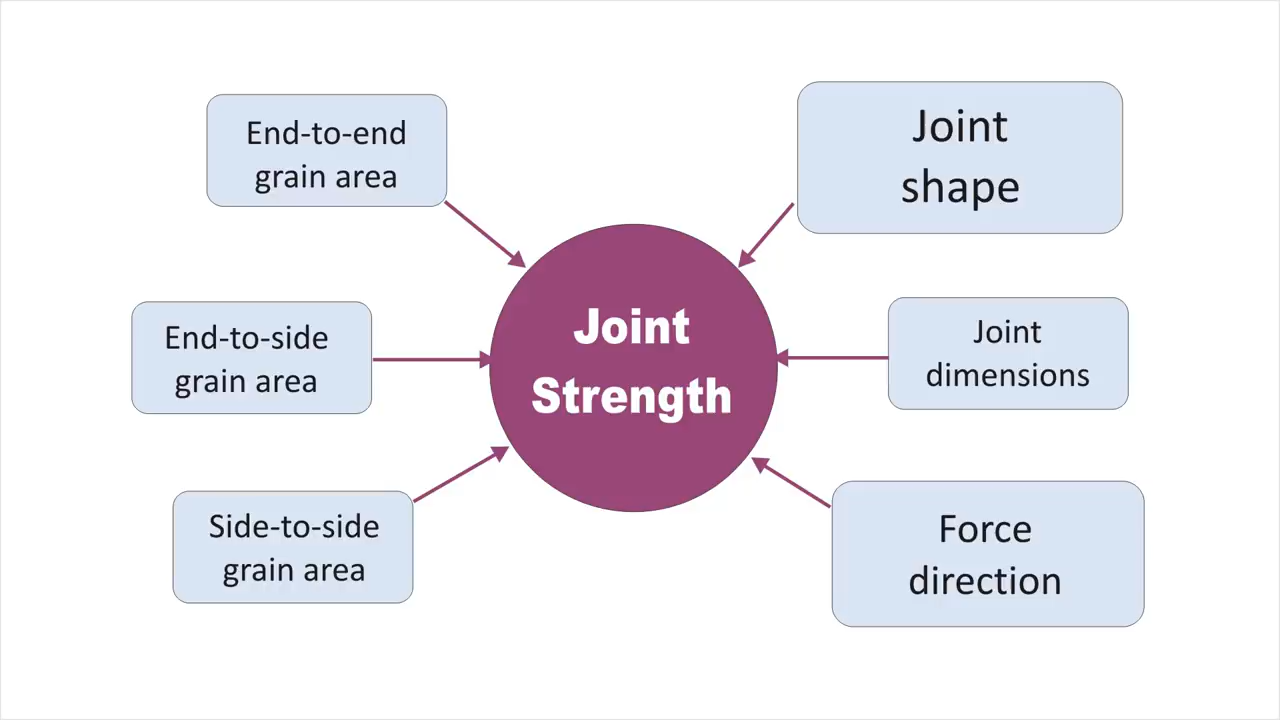 End-to-end
grain area
Joint
shape
End-to-side
grain area
Joint
Strength
Joint
dimensions
Side-to-side
grain area
Force
direction